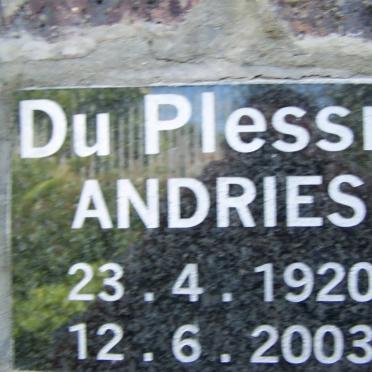 Du Pless
ANDRIES
23.4.1920
12.6.2003